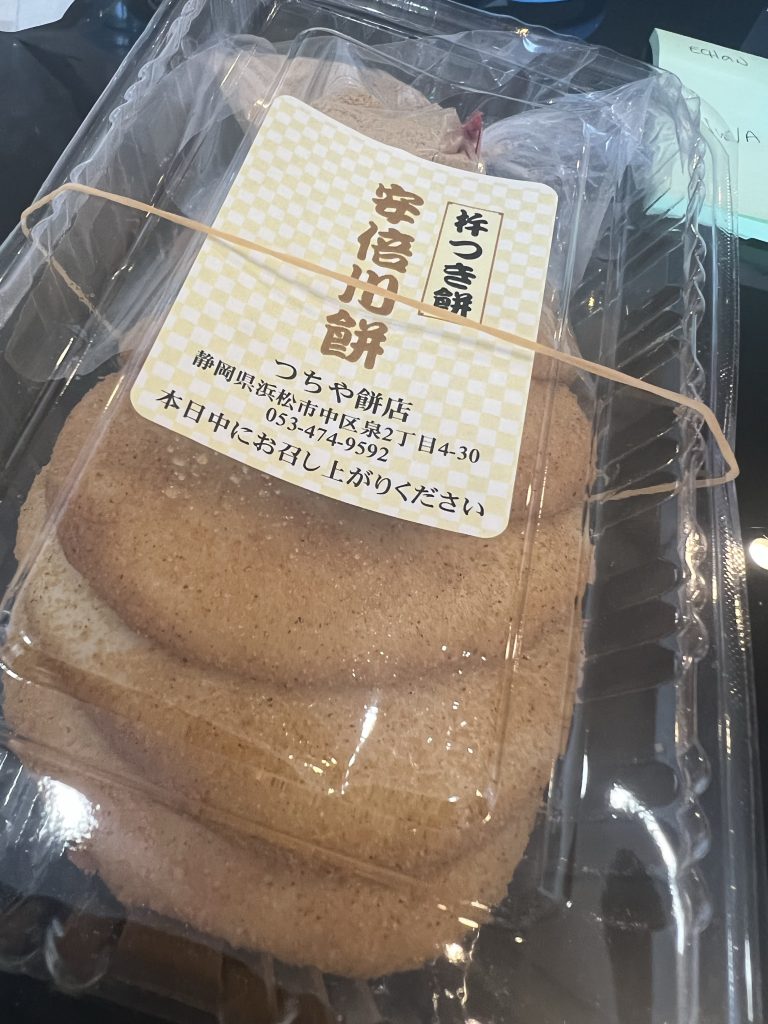 杵つき餅
安倍川餅
つちや餅店
静岡県浜松市中区泉2丁目4-30
053-474-9592
本日中にお召し上がりください